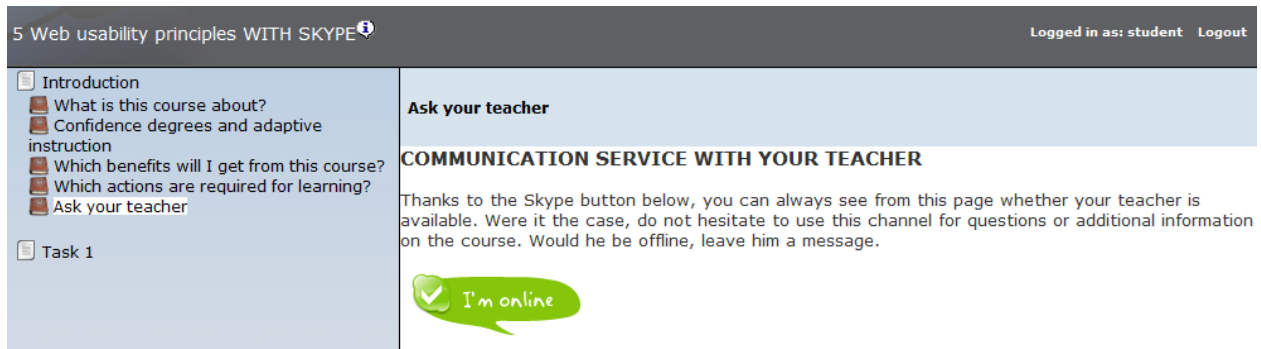 5 Web usability principles WITH SKYPE
Logged in as: student Logout
Introduction
What is this course about?
Confidence degrees and adaptive
instruction
Which benefits will I get from this course?
Which actions are required for learning?
Ask your teacher
Task 1
Ask your teacher
COMMUNICATION SERVICE WITH YOUR TEACHER
Thanks to the Skype button below, you can always see from this page whether your teacher is
available. Were it the case, do not hesitate to use this channel for questions or additional information
on the course. Would he be offline, leave him a message.
I'm online